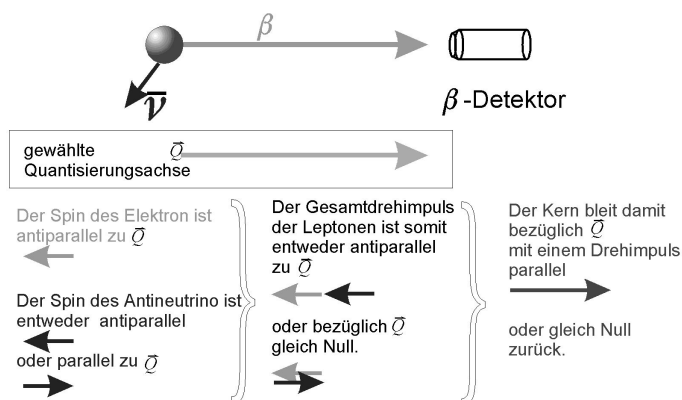 β
ν̄
β-Detektor
gewählte Q⃗
Quantisierungsachse
Der Spin des Elektron ist
antiparallel zu Q⃗
Der Spin des Antineutrino ist
entweder antiparallel
oder parallel zu Q⃗
Der Gesamtdrehimpuls
der Leptonen ist somit
entweder antiparallel
zu Q⃗
oder bezüglich Q⃗
gleich Null.
Der Kern bleit damit
bezüglich Q⃗
mit einem Drehimpuls
parallel
oder gleich Null
zurück.